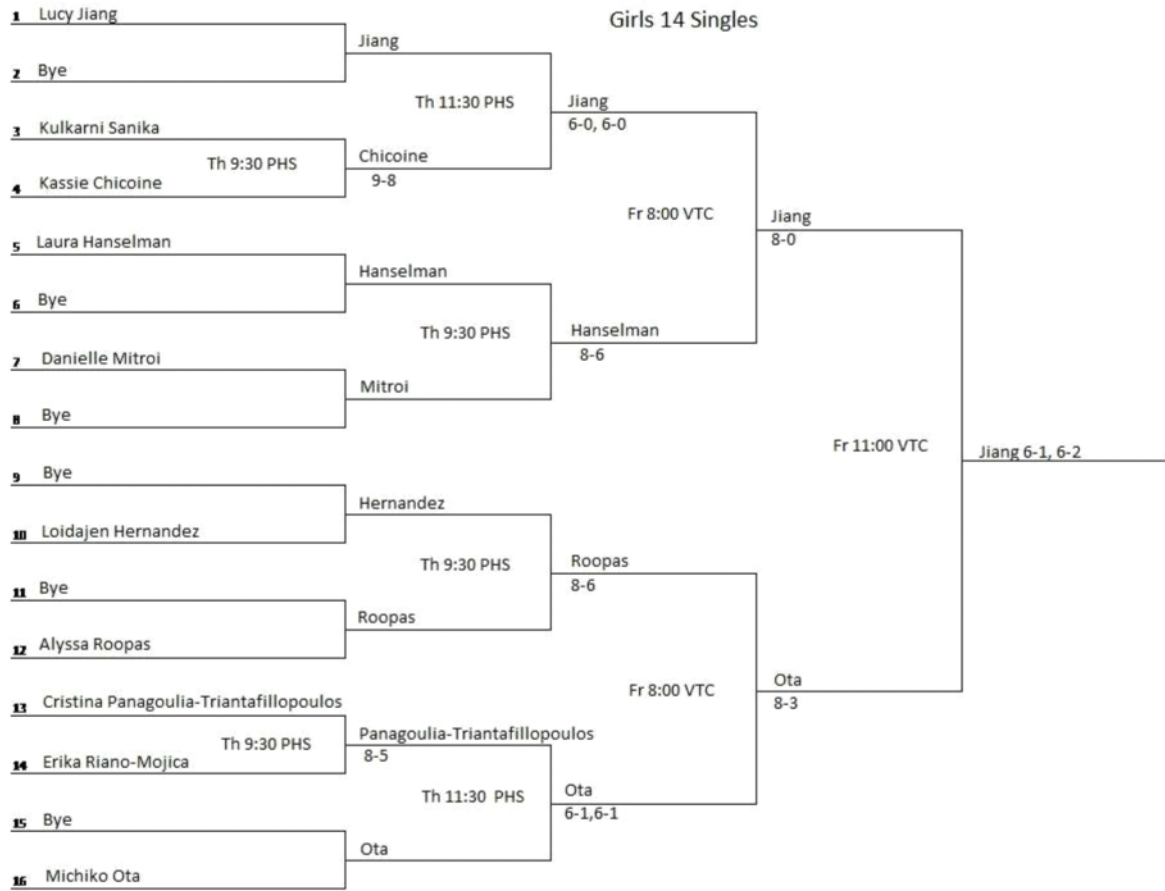 Girls 14 Singles
1 Lucy Jiang
Jiang
2 Bye
Th 11:30 PHS
Jiang
6-0, 6-0
3 Kulkarni Sanika
Th 9:30 PHS
Chicoine
9-8
4 Kassie Chicoine
Fr 8:00 VTC
Jiang
8-0
5 Laura Hanselman
Hanselman
6 Bye
Th 9:30 PHS
Hanselman
8-6
7 Danielle Mitroi
Mitroi
8 Bye
Fr 11:00 VTC
Jiang 6-1, 6-2
9 Bye
Hernandez
10 Loidajen Hernandez
Th 9:30 PHS
Roopas
8-6
11 Bye
Roopas
12 Alyssa Roopas
Fr 8:00 VTC
Ota
8-3
13 Cristina Panagoulia-Triantafillopoulos
Th 9:30 PHS
Panagoulia-Triantafillopoulos
8-5
14 Erika Riano-Mojica
Th 11:30 PHS
Ota
6-1,6-1
15 Bye
Ota
16 Michiko Ota